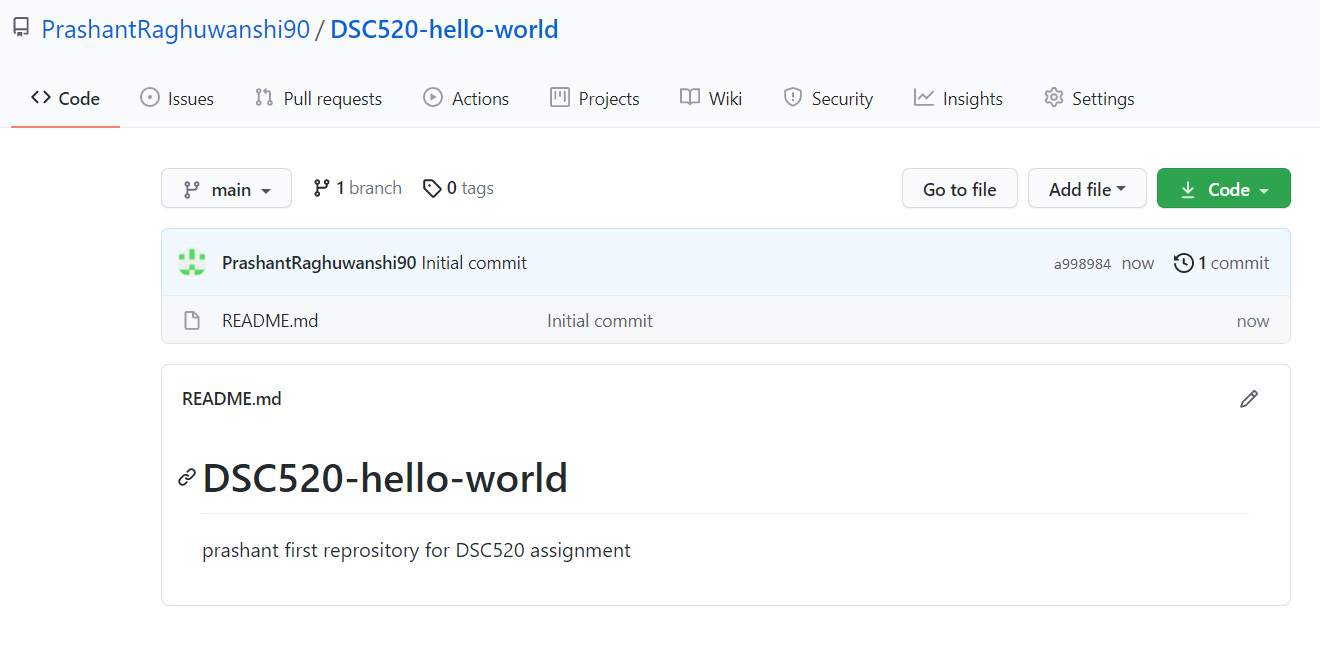 PrashantRaghuwanshi90 / DSC520-hello-world
Code Issues Pull requests Actions Projects Wiki Security Insights Settings
main 1 branch 0 tags Go to file Add file Code
PrashantRaghuwanshi90 Initial commit a998984 now 1 commit
README.md Initial commit now
README.md
DSC520-hello-world
prashant first reprository for DSC520 assignment